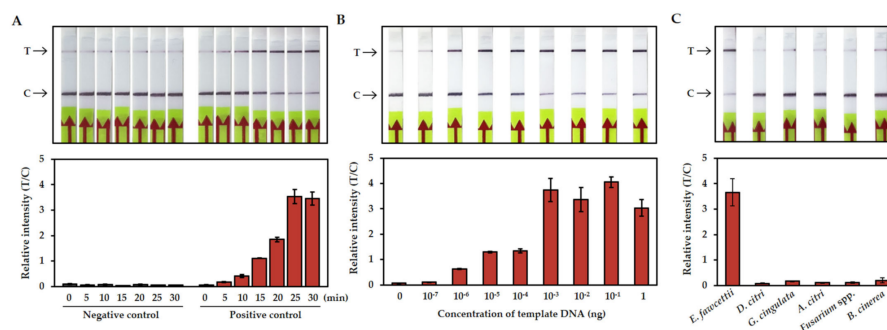 A
T
C
Relative intensity (T/C)
5
4
3
2
1
0
0 5 10 15 20 25 30 0 5 10 15 20 25 30 (min)
Negative control Positive control
B
T
C
Relative intensity (T/C)
5
4
3
2
1
0
0 10⁻⁷ 10⁻⁶ 10⁻⁵ 10⁻⁴ 10⁻³ 10⁻² 10⁻¹ 1
Concentration of template DNA (ng)
C
T
C
Relative intensity (T/C)
5
4
3
2
1
0
E. fawcettii
D. citri
G. cingulata
A. citri
Fusarium spp.
B. cinerea